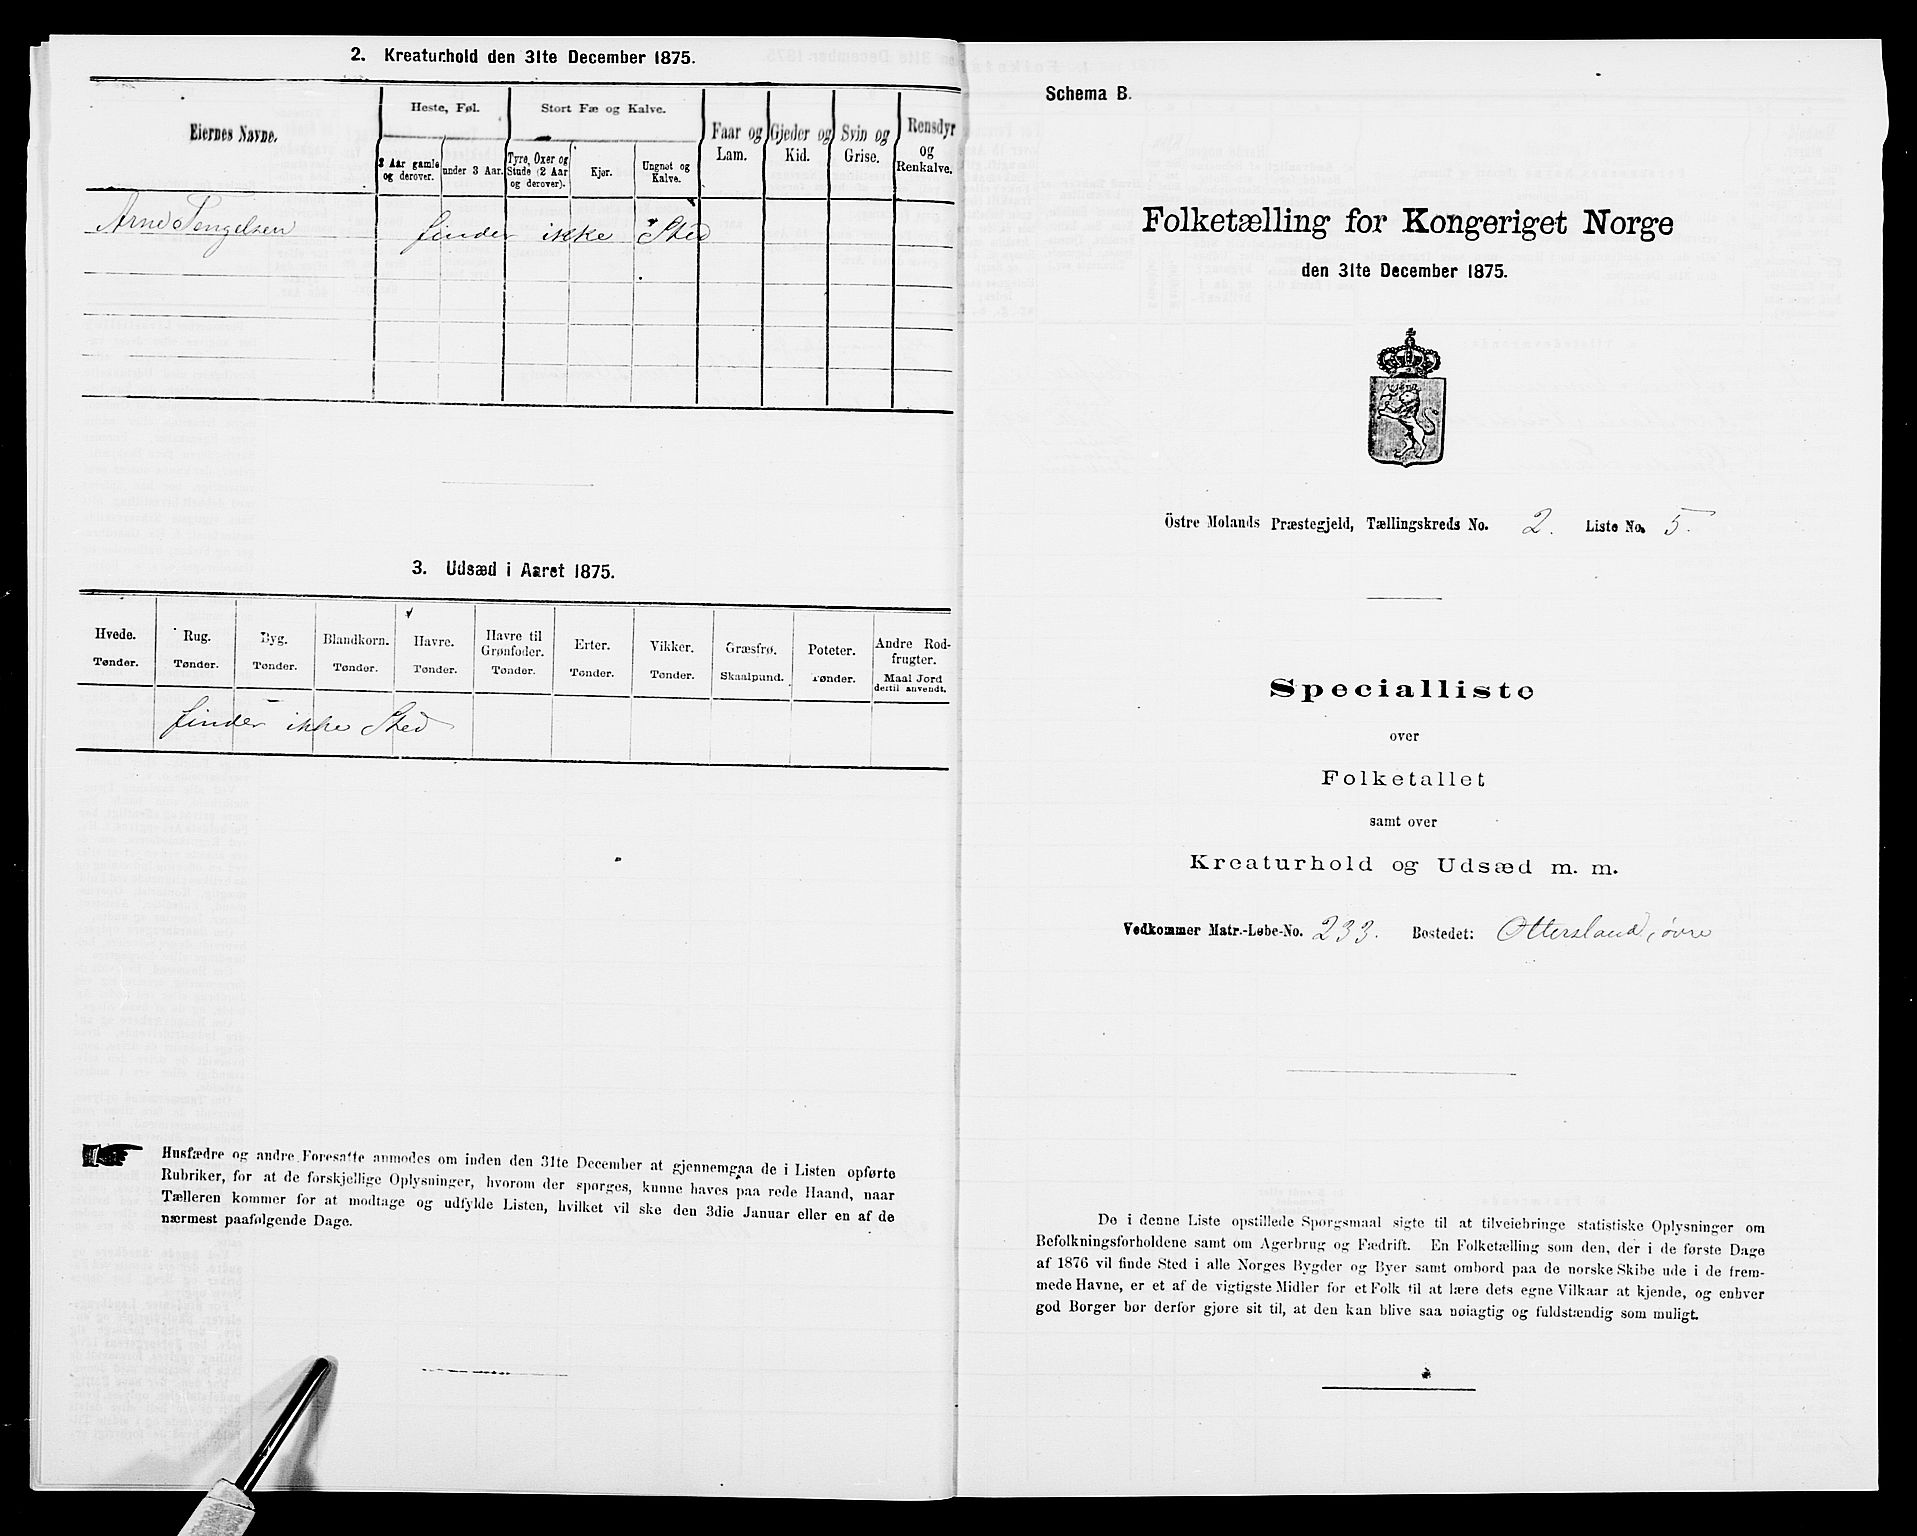 2. Kreaturhold den 31te December 1875.
Eiernes Navne.
Heste, Føl.
Stort Fæ og Kalve.
Faar og Lam.
Gjeder og Kid.
Svin og Grise.
Rensdyr og Renkalve.
3 Aar gamle og derover.
under 3 Aar.
Tyre, Oxer og Stude (2 Aar og derover).
Kjør.
Ungnøt og Kalve.
Arne Tengelsen finder ikke Sted
3. Udsæd i Aaret 1875.
Hvede. Tønder.
Rug. Tønder.
Byg. Tønder.
Blandkorn. Tønder.
Havre. Tønder.
Havre til Grønfoder. Tønder.
Erter. Tønder.
Vikker. Tønder.
Græsfrø. Skaalpund.
Poteter. Tønder.
Andre Rodfrugter. Maal Jord dertil anvendt.
finder ikke Sted
Husfædre og andre Foresatte anmodes om inden den 31te December at gjennemgaa de i Listen opførte
Rubriker, for at de forskjellige Oplysninger, hvorom der spørges, kunne haves paa rede Haand, naar
Tælleren kommer for at modtage og udfylde Listen, hvilket vil ske den 3die Januar eller en af de
nærmest paafølgende Dage.
Schema B.
Folketælling for Kongeriget Norge
den 31te December 1875.
Östre Molands Præstegjeld, Tællingskreds No. 2. Liste No. 5.
Specialliste
over
Folketallet
samt over
Kreaturhold og Udsæd m. m.
Vedkommer Matr.-Løbe-No. 233. Bostedet: Ottersland, øvre
De i denne Liste opstillede Spørgsmaal sigte til at tilveiebringe statistiske Oplysninger om
Befolkningsforholdene samt om Agerbrug og Fædrift. En Folketælling som den, der i de første Dage
af 1876 vil finde Sted i alle Norges Bygder og Byer samt ombord paa de norske Skibe ude i de frem-
mede Havne, er et af de vigtigste Midler for et Folk til at lære dets egne Vilkaar at kjende, og enhver
god Borger bør derfor gjøre sit til, at den kan blive saa nøiagtig og fuldstændig som muligt.